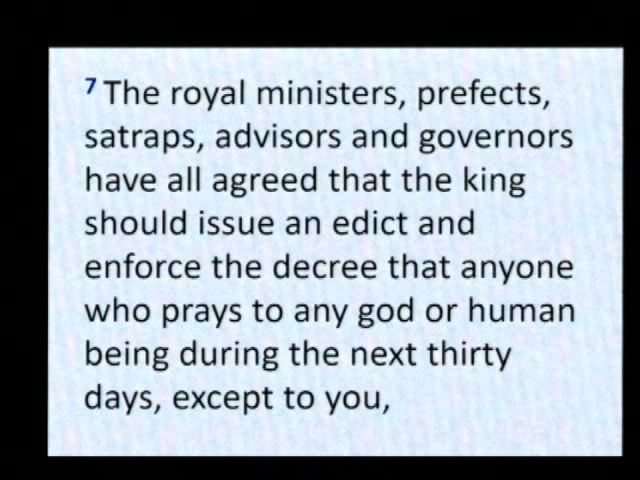 7 The royal ministers, prefects,
satraps, advisors and governors
have all agreed that the king
should issue an edict and
enforce the decree that anyone
who prays to any god or human
being during the next thirty
days, except to you,